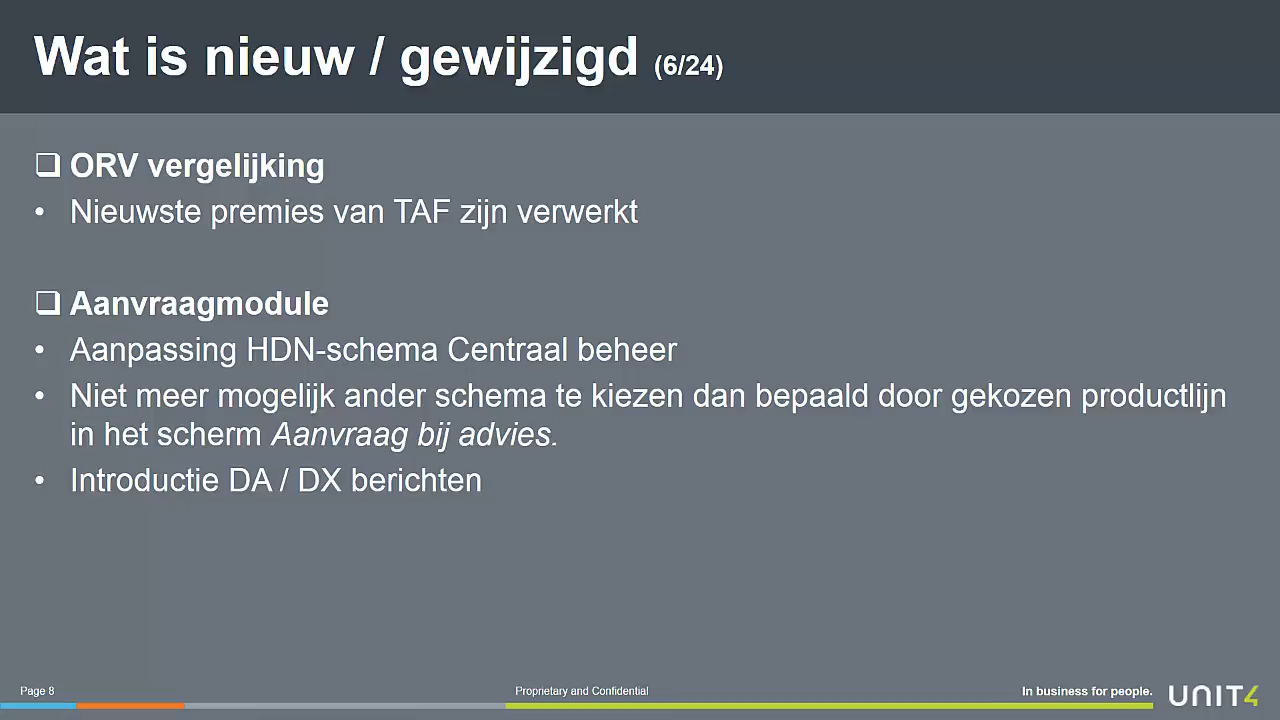 Wat is nieuw / gewijzigd (6/24)
❑ ORV vergelijking
• Nieuwste premies van TAF zijn verwerkt
❑ Aanvraagmodule
• Aanpassing HDN-schema Centraal beheer
• Niet meer mogelijk ander schema te kiezen dan bepaald door gekozen productlijn
in het scherm Aanvraag bij advies.
• Introductie DA / DX berichten
Page 8
Proprietary and Confidential
In business for people.
UNIT4